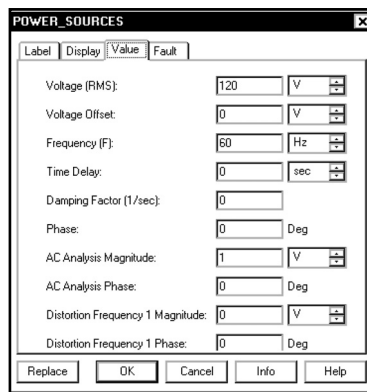 POWER_SOURCES
Label Display Value Fault
Voltage (RMS): 120 V
Voltage Offset: 0 V
Frequency (F): 60 Hz
Time Delay: 0 sec
Damping Factor (1/sec): 0
Phase: 0 Deg
AC Analysis Magnitude: 1 V
AC Analysis Phase: 0 Deg
Distortion Frequency 1 Magnitude: 0 V
Distortion Frequency 1 Phase: 0 Deg
Replace OK Cancel Info Help